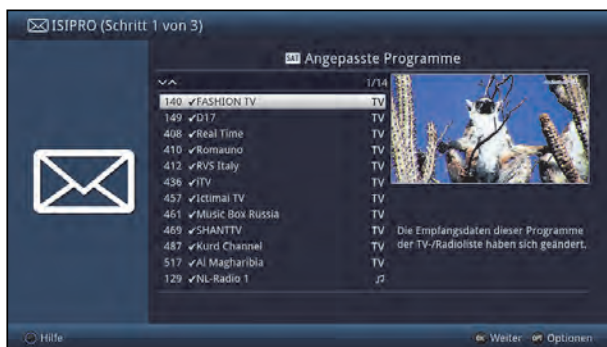 ISIPRO (Schritt 1 von 3)
SAT Angepasste Programme
1/14
140 ✔FASHION TV TV
149 ✔D17 TV
408 ✔Real Time TV
410 ✔Romauno TV
412 ✔RVS Italy TV
436 ✔iTV TV
457 ✔Ictimai TV TV
461 ✔Music Box Russia TV
469 ✔SHANTTV TV
487 ✔Kurd Channel TV
517 ✔Al Magharibia TV
129 ✔NL-Radio 1 ♫
Die Empfangsdaten dieser Programme
der TV-/Radioliste haben sich geändert.
Hilfe
OK Weiter OPT Optionen